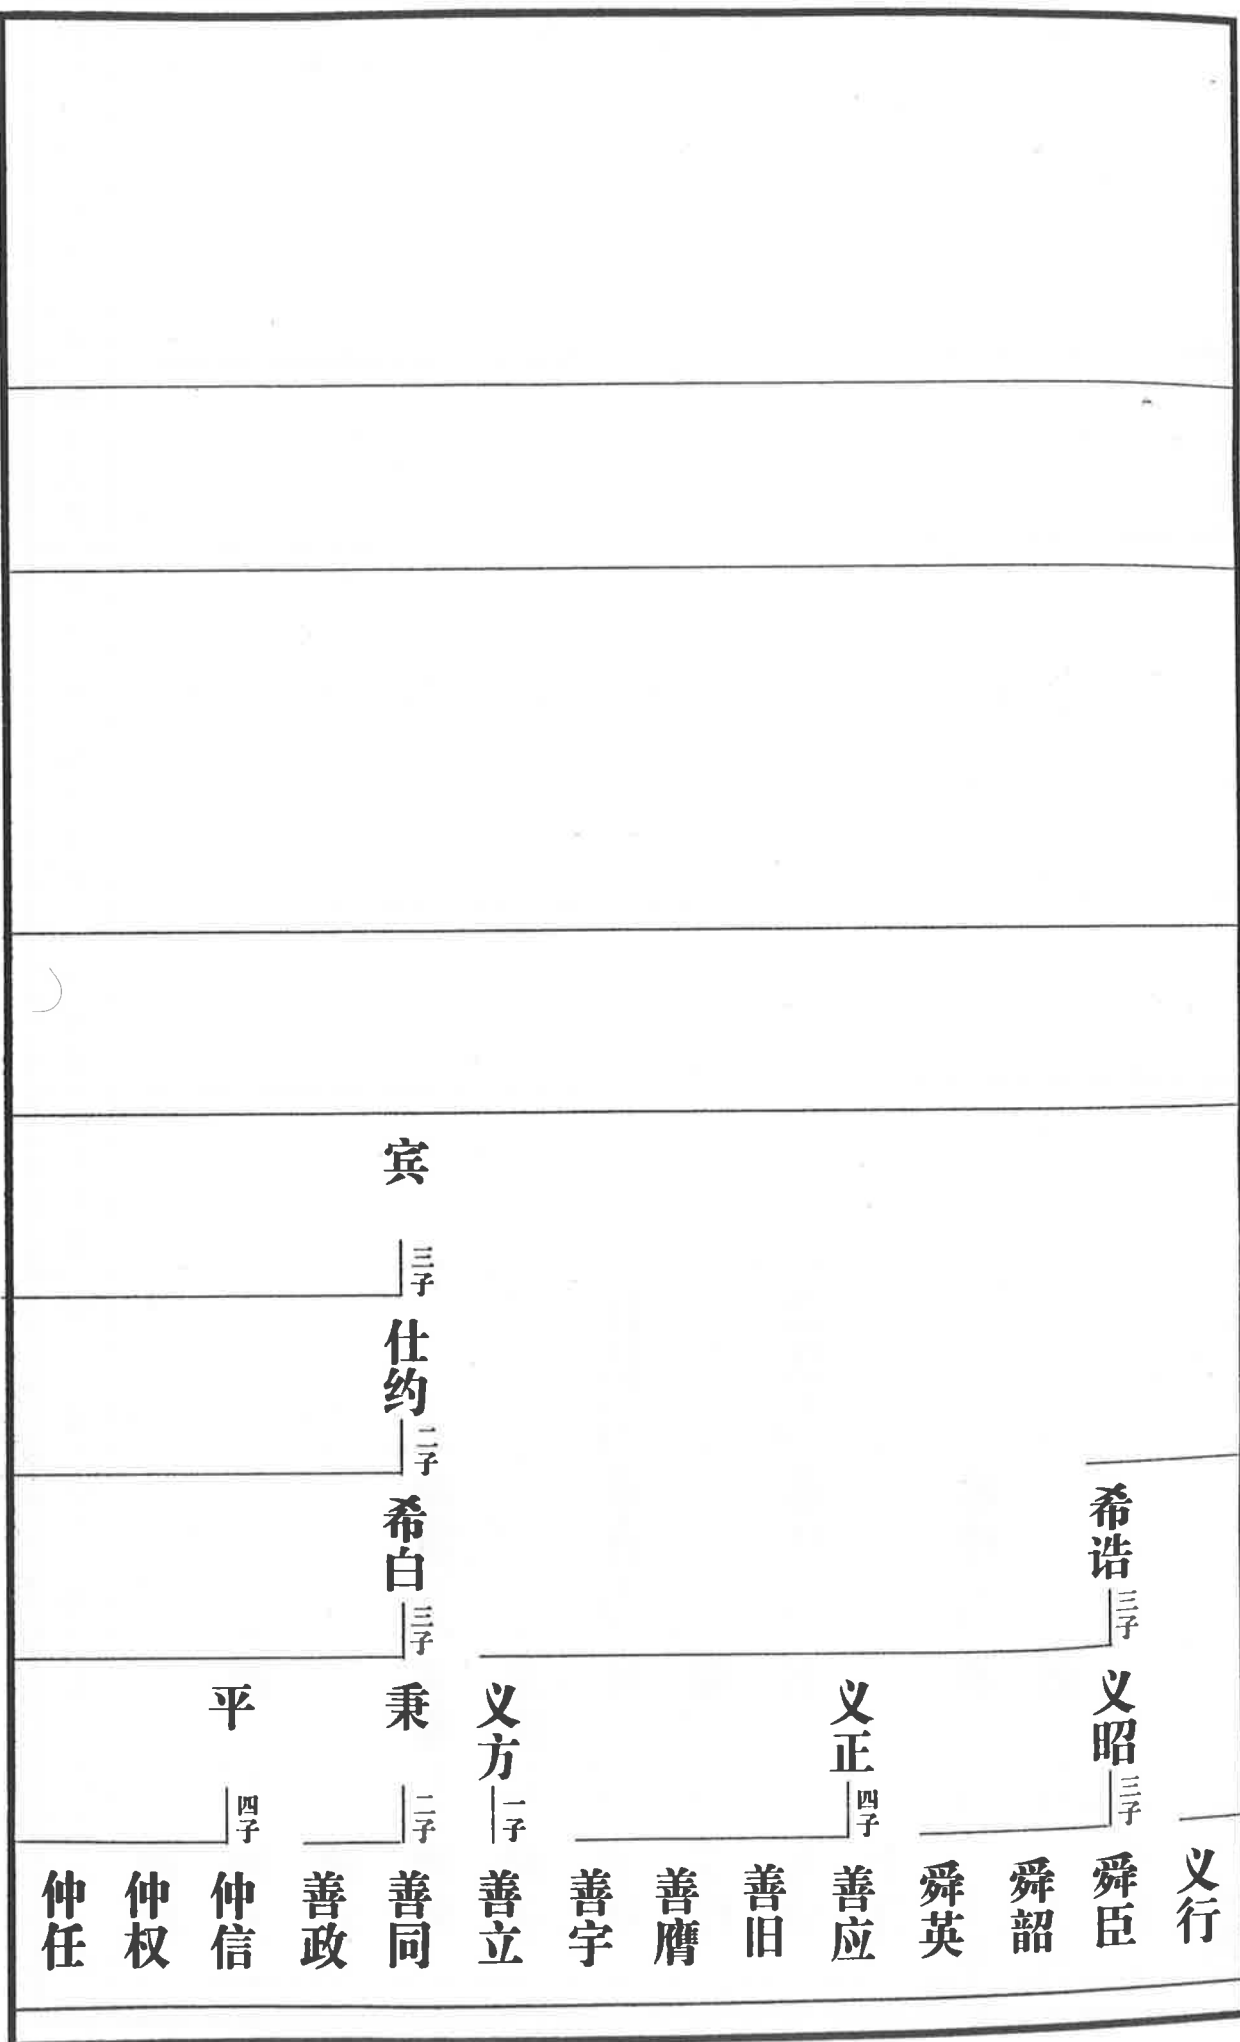 宾
三子
仕约
二子
希诰
三子
希白
三子
义昭
三子
义正
四子
义方
一子
秉
二子
平
四子
义行
舜臣
舜韶
舜英
善应
善旧
善膺
善宇
善立
善同
善政
仲信
仲权
仲任